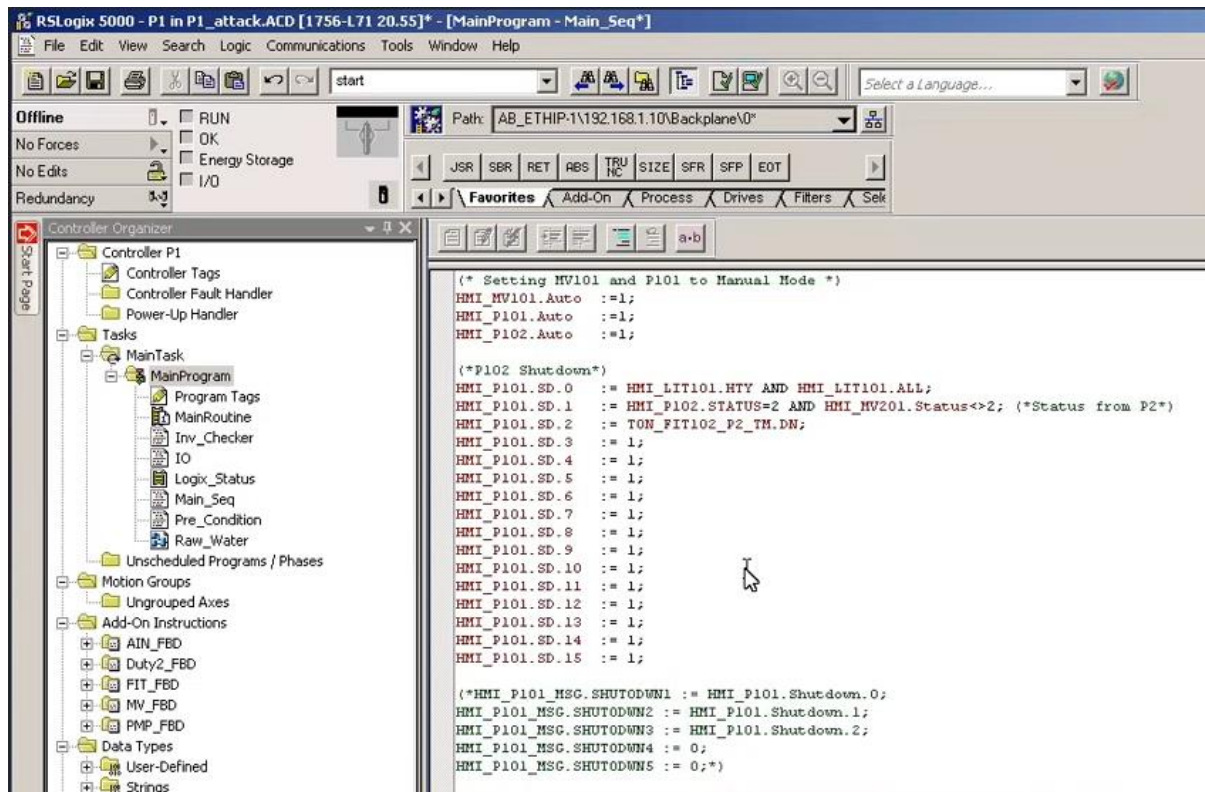 RSLogix 5000 - P1 in P1_attack.ACD [1756-L71 20.55]* - [MainProgram - Main_Seq*]
File Edit View Search Logic Communications Tools Window Help
start
Select a Language...
Offline
RUN
No Forces
OK
No Edits
Energy Storage
I/O
Redundancy
Path: AB_ETHIP-1\192.168.1.10\Backplane\0*
JSR SBR RET ABS TRUNC SIZE SFR SFP EOT
Favorites Add-On Process Drives Filters Sele
Start Page
Controller Organizer
Controller P1
Controller Tags
Controller Fault Handler
Power-Up Handler
Tasks
MainTask
MainProgram
Program Tags
MainRoutine
Inv_Checker
IO
Logix_Status
Main_Seq
Pre_Condition
Raw_Water
Unscheduled Programs / Phases
Motion Groups
Ungrouped Axes
Add-On Instructions
AIN_FBD
Duty2_FBD
FIT_FBD
MV_FBD
PMP_FBD
Data Types
User-Defined
Strings
a•b
(* Setting MV101 and P101 to Manual Mode *)
HMI_MV101.Auto :=1;
HMI_P101.Auto :=1;
HMI_P102.Auto :=1;
(*P102 Shutdown*)
HMI_P101.SD.0 := HMI_LIT101.HTY AND HMI_LIT101.ALL;
HMI_P101.SD.1 := HMI_P102.STATUS=2 AND HMI_MV201.Status<>2; (*Status from P2*)
HMI_P101.SD.2 := TON_FIT102_P2_TM.DN;
HMI_P101.SD.3 := 1;
HMI_P101.SD.4 := 1;
HMI_P101.SD.5 := 1;
HMI_P101.SD.6 := 1;
HMI_P101.SD.7 := 1;
HMI_P101.SD.8 := 1;
HMI_P101.SD.9 := 1;
HMI_P101.SD.10 := 1;
HMI_P101.SD.11 := 1;
HMI_P101.SD.12 := 1;
HMI_P101.SD.13 := 1;
HMI_P101.SD.14 := 1;
HMI_P101.SD.15 := 1;
(*HMI_P101_MSG.SHUTODWN1 := HMI_P101.Shutdown.0;
HMI_P101_MSG.SHUTODWN2 := HMI_P101.Shutdown.1;
HMI_P101_MSG.SHUTODWN3 := HMI_P101.Shutdown.2;
HMI_P101_MSG.SHUTODWN4 := 0;
HMI_P101_MSG.SHUTODWN5 := 0;*)